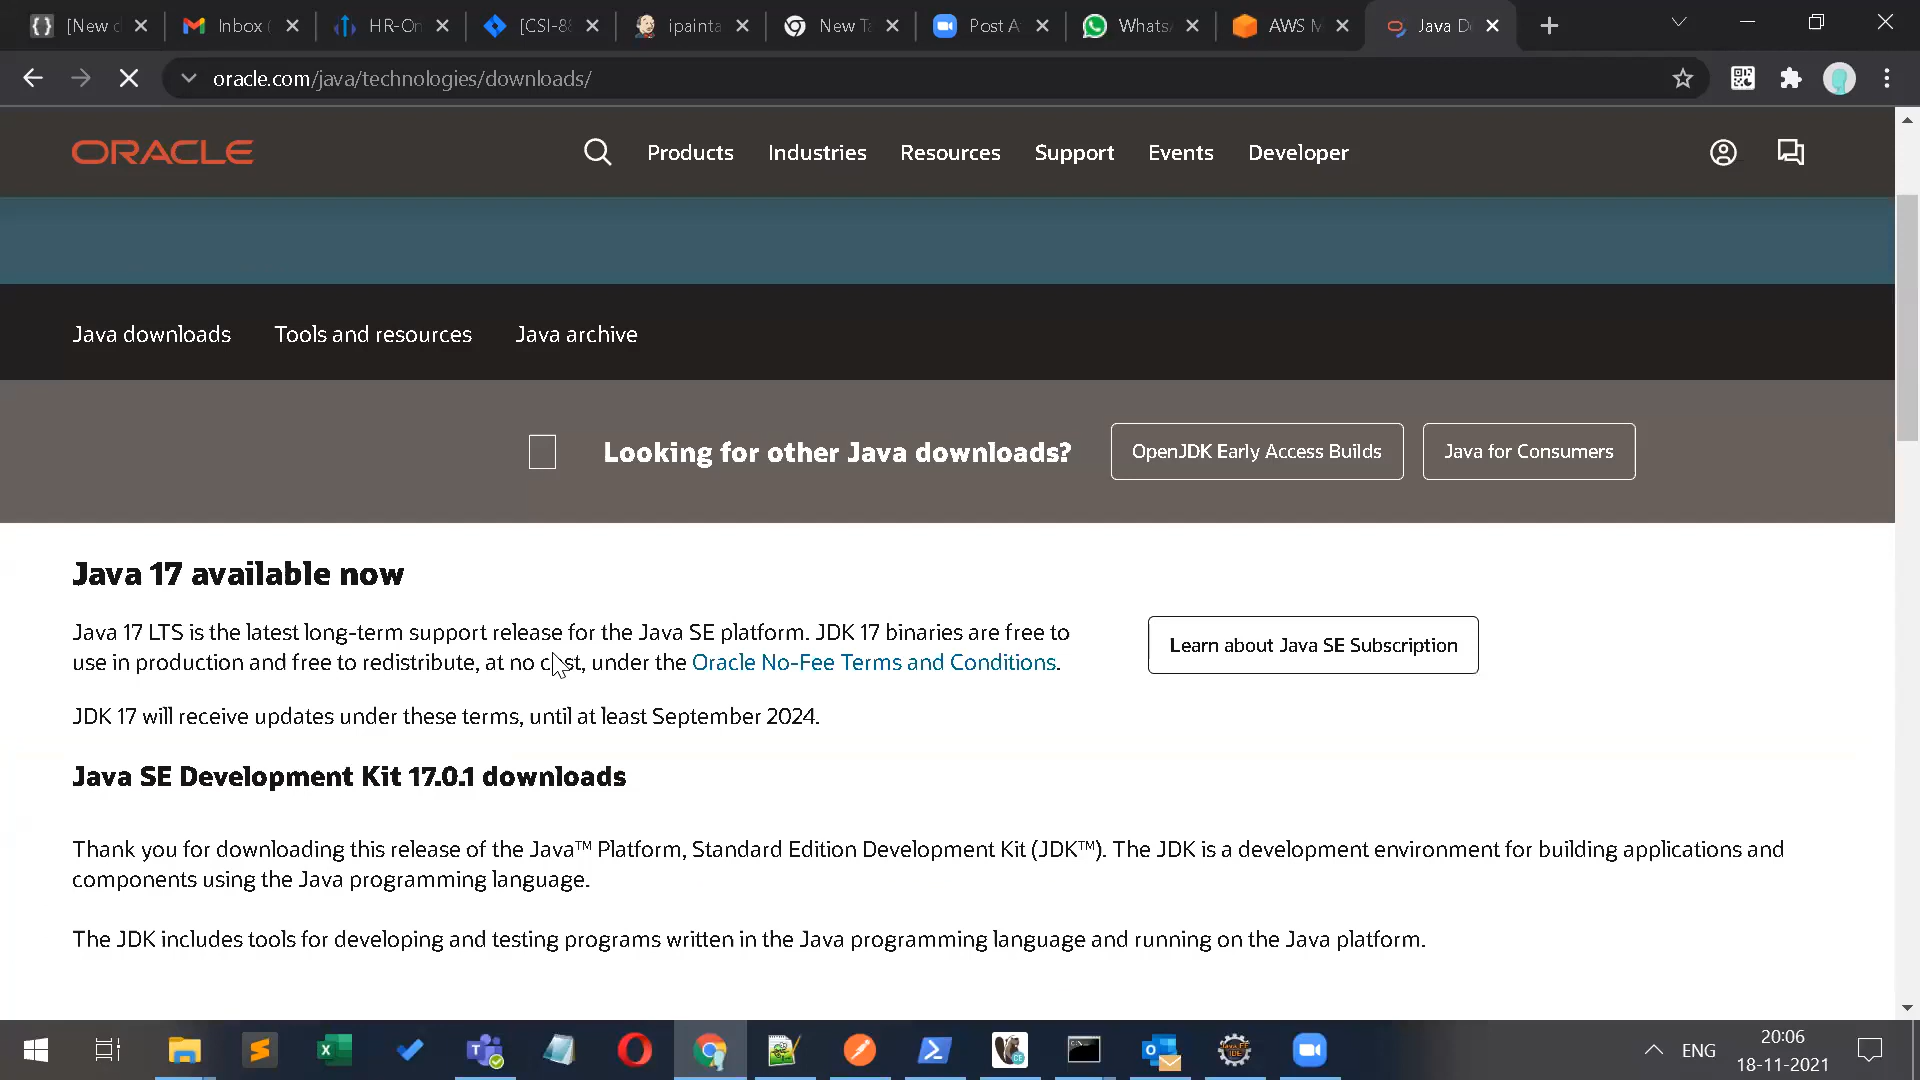 [New c
Inbox (
HR-On
[CSI-88
ipainta
New Ta
Post A
Whats
AWS M
Java D
oracle.com/java/technologies/downloads/
ORACLE
Products
Industries
Resources
Support
Events
Developer
Java downloads
Tools and resources
Java archive
Looking for other Java downloads?
OpenJDK Early Access Builds
Java for Consumers
Java 17 available now
Java 17 LTS is the latest long-term support release for the Java SE platform. JDK 17 binaries are free to
use in production and free to redistribute, at no cost, under the Oracle No-Fee Terms and Conditions.
Learn about Java SE Subscription
JDK 17 will receive updates under these terms, until at least September 2024.
Java SE Development Kit 17.0.1 downloads
Thank you for downloading this release of the Java™ Platform, Standard Edition Development Kit (JDK™). The JDK is a development environment for building applications and
components using the Java programming language.
The JDK includes tools for developing and testing programs written in the Java programming language and running on the Java platform.
ENG
20:06
18-11-2021